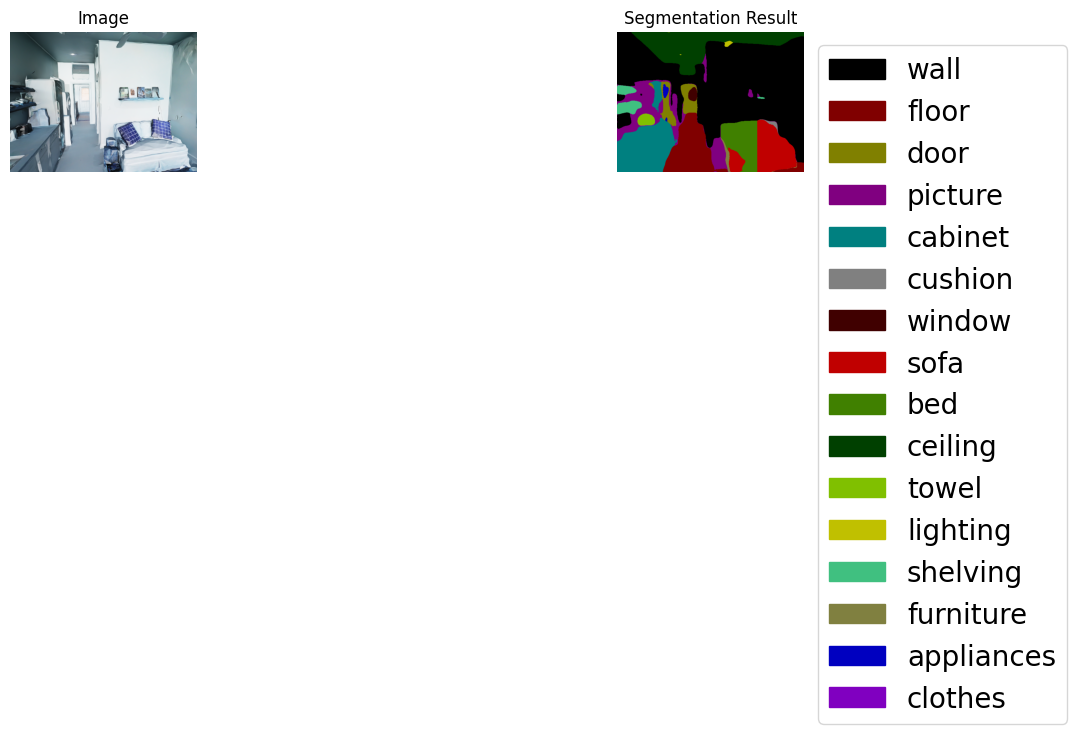 Image
Segmentation Result
wall
floor
door
picture
cabinet
cushion
window
sofa
bed
ceiling
towel
lighting
shelving
furniture
appliances
clothes